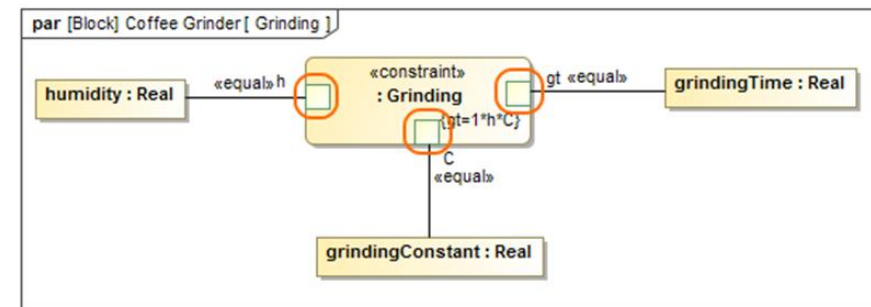 par [Block] Coffee Grinder [ Grinding ]
«constraint»
: Grinding
{gt=1*h*C}
humidity : Real
«equal» h
gt «equal»
grindingTime : Real
C
«equal»
grindingConstant : Real